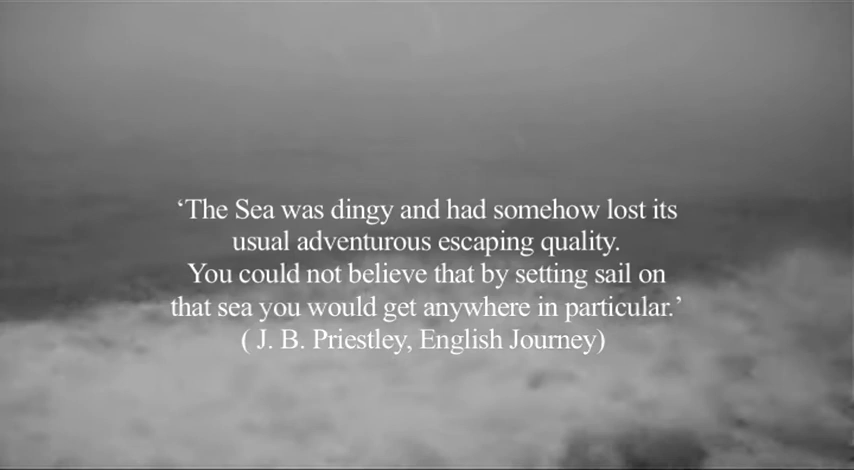 ‘The Sea was dingy and had somehow lost its
usual adventurous escaping quality.
You could not believe that by setting sail on
that sea you would get anywhere in particular.’
( J. B. Priestley, English Journey)